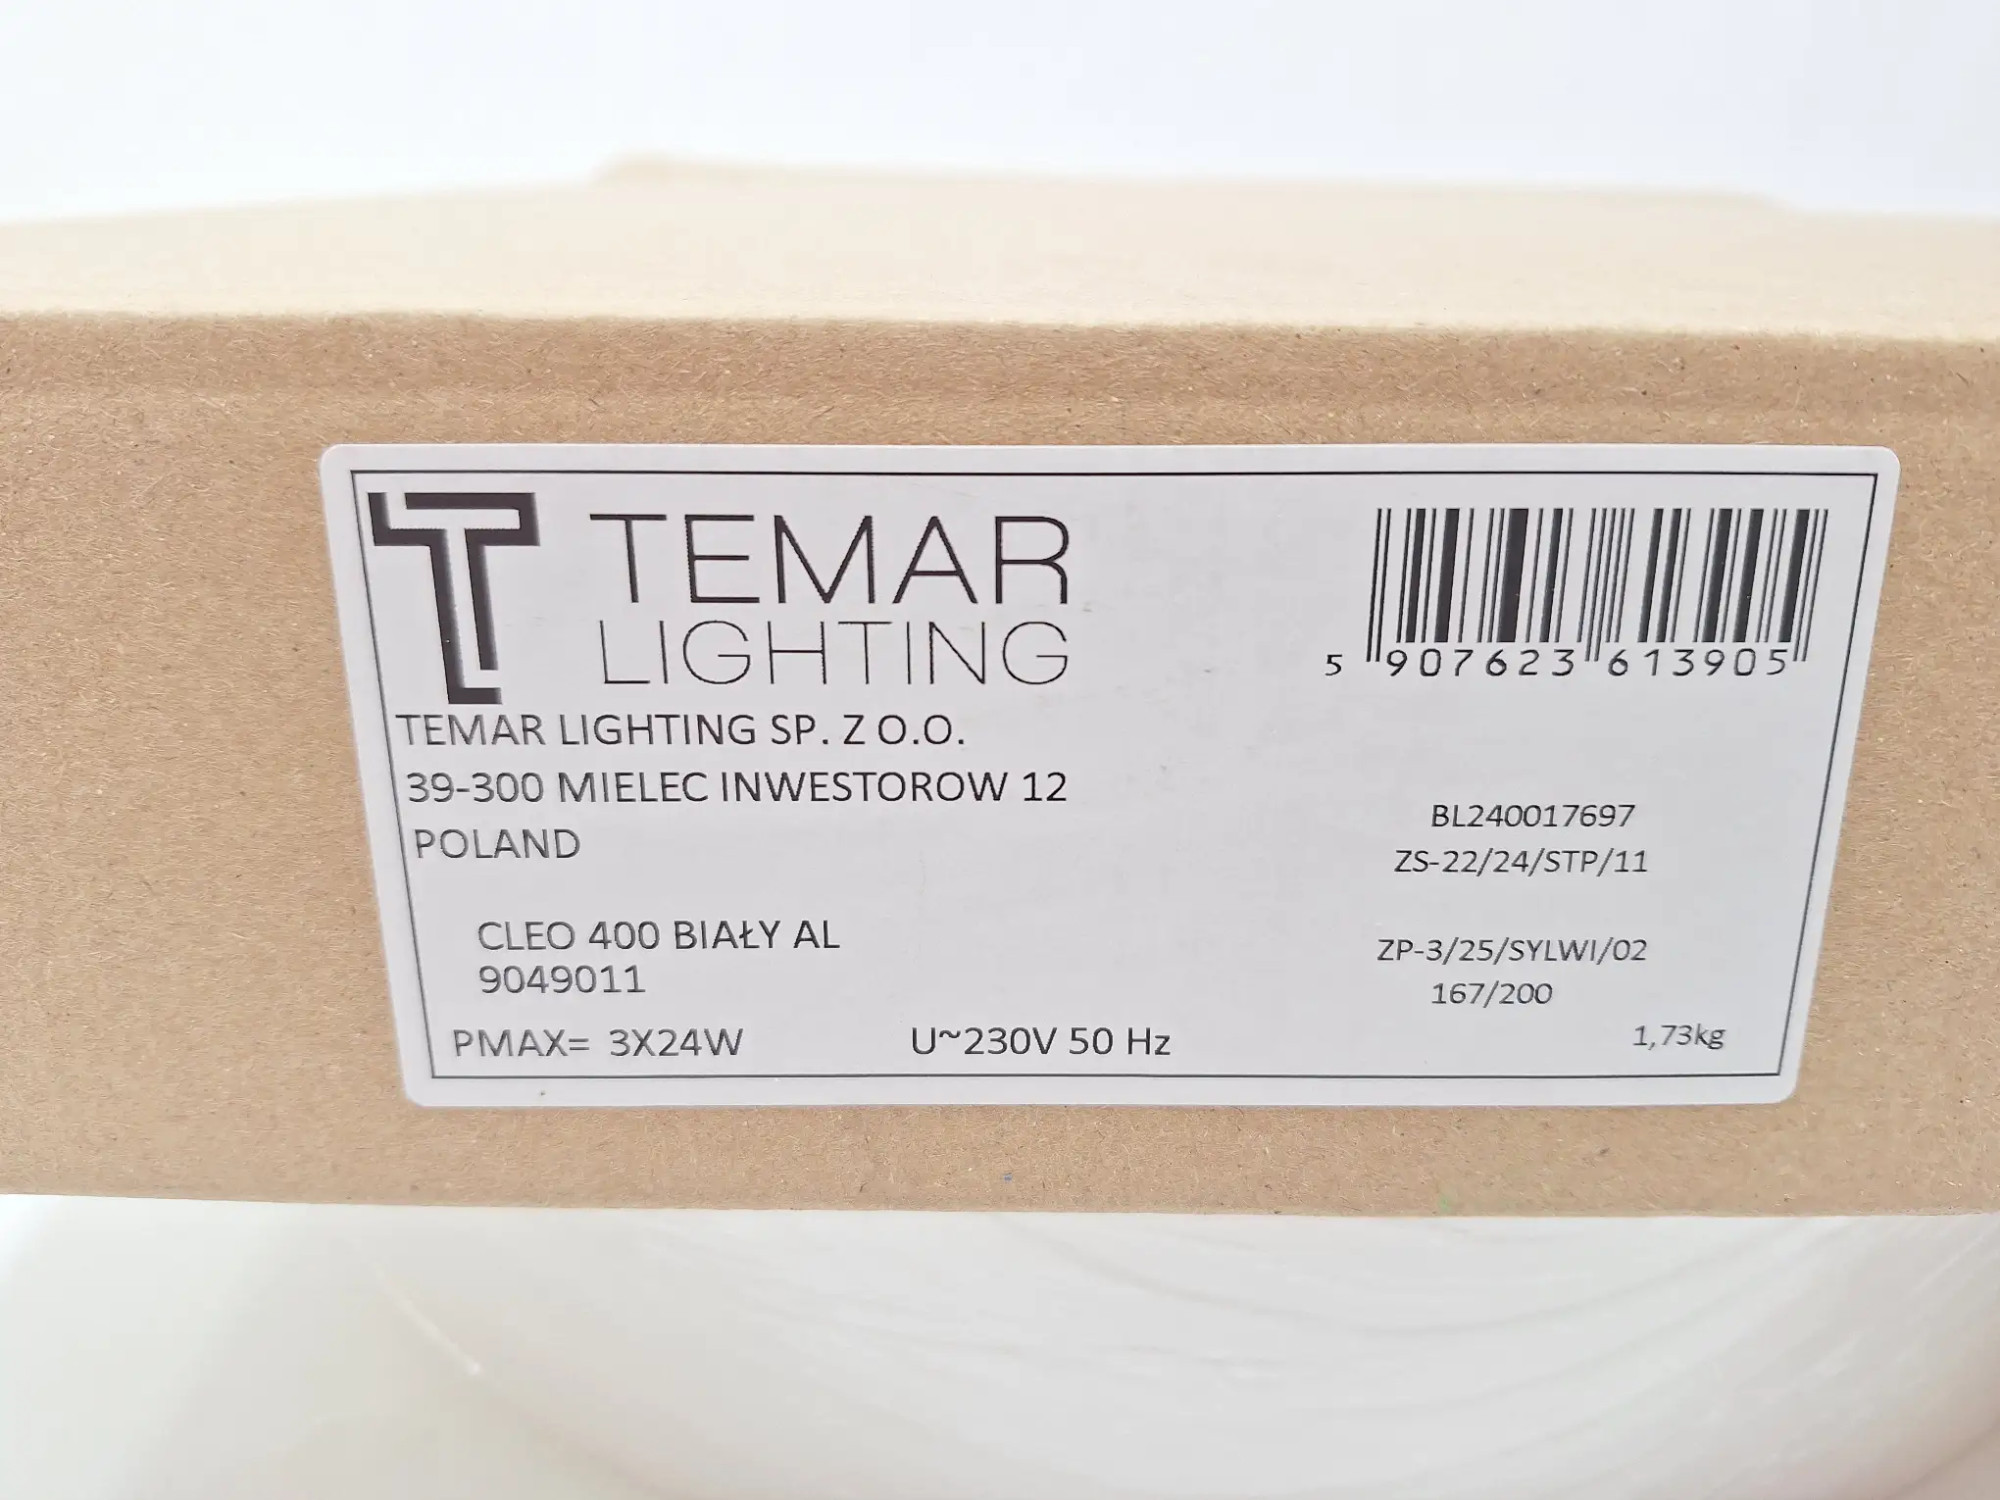 TEMAR
LIGHTING
5 907623 613905
TEMAR LIGHTING SP. Z O.O.
39-300 MIELEC INWESTOROW 12
POLAND
BL240017697
ZS-22/24/STP/11
CLEO 400 BIAŁY AL
9049011
ZP-3/25/SYLWI/02
167/200
PMAX= 3X24W
U~230V 50 Hz
1,73kg